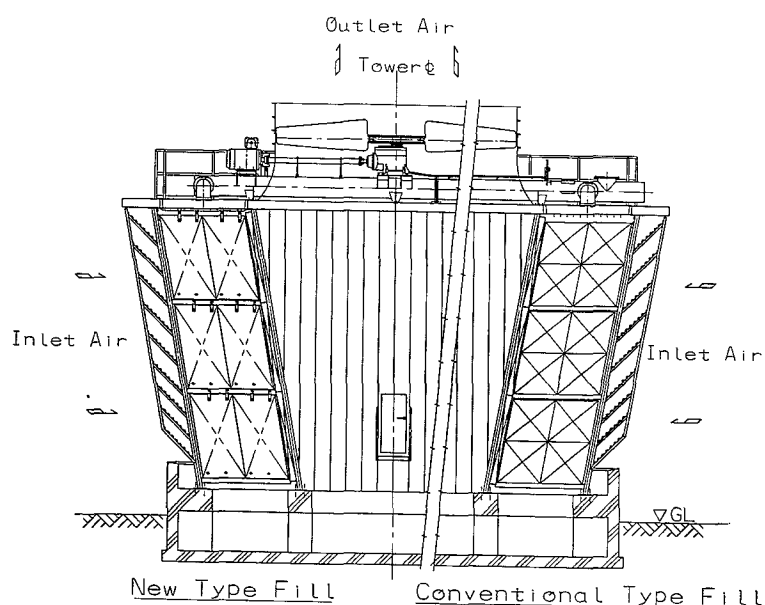 Outlet Air
Tower℄
Inlet Air
Inlet Air
GL
New Type Fill
Conventional Type Fill